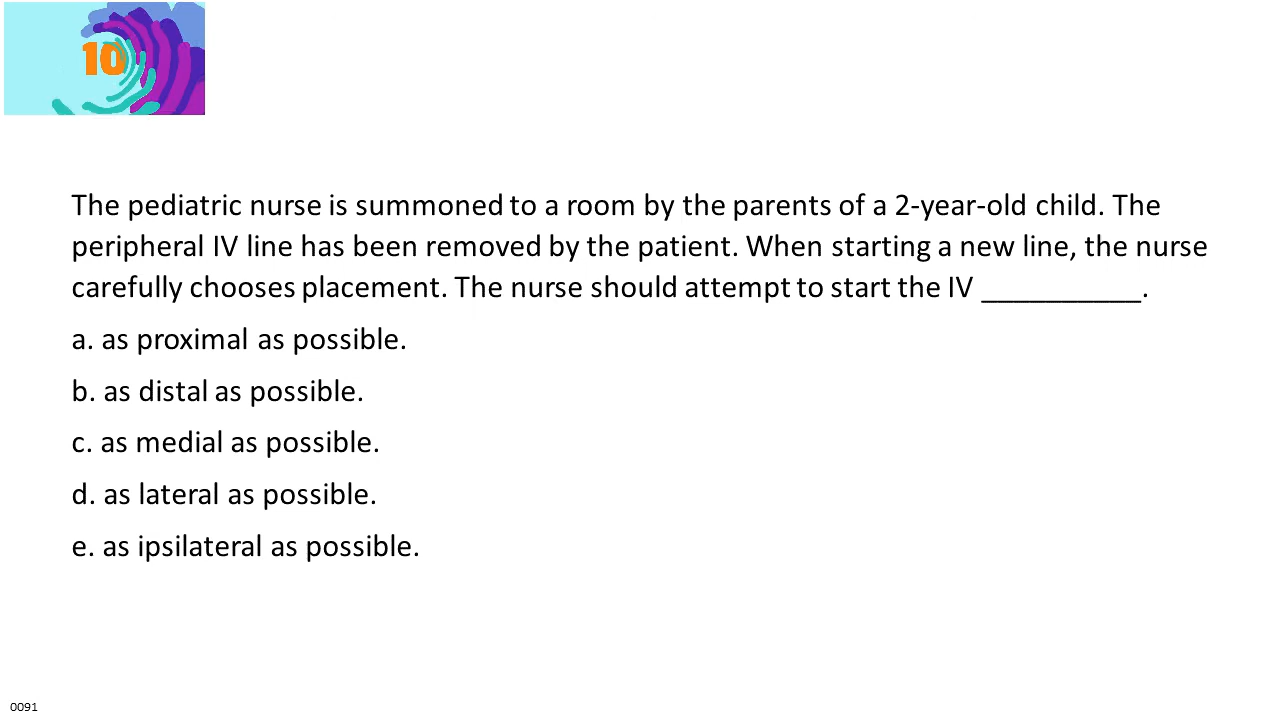 10
The pediatric nurse is summoned to a room by the parents of a 2-year-old child. The
peripheral IV line has been removed by the patient. When starting a new line, the nurse
carefully chooses placement. The nurse should attempt to start the IV __________.
a. as proximal as possible.
b. as distal as possible.
c. as medial as possible.
d. as lateral as possible.
e. as ipsilateral as possible.
0091